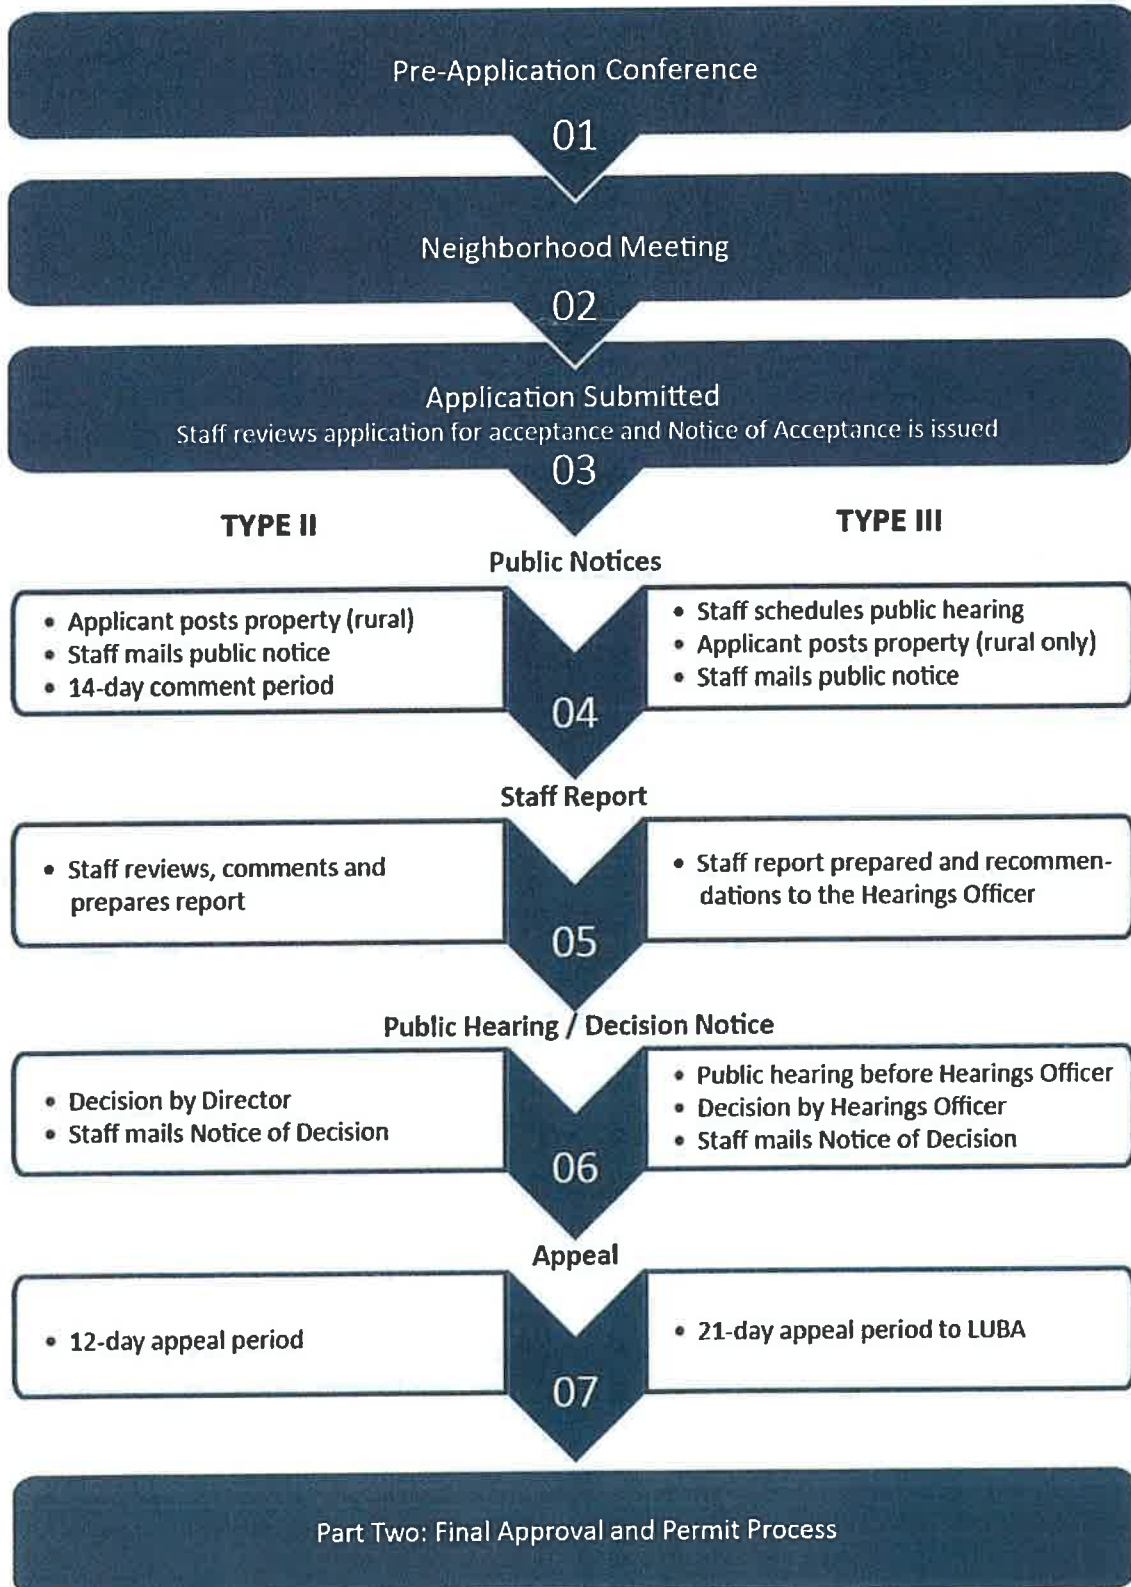 Pre-Application Conference
01
Neighborhood Meeting
02
Application Submitted
Staff reviews application for acceptance and Notice of Acceptance is issued
03
TYPE II
TYPE III
Public Notices
• Applicant posts property (rural)
• Staff mails public notice
• 14-day comment period
• Staff schedules public hearing
• Applicant posts property (rural only)
• Staff mails public notice
04
Staff Report
• Staff reviews, comments and
prepares report
• Staff report prepared and recommen-
dations to the Hearings Officer
05
Public Hearing / Decision Notice
• Decision by Director
• Staff mails Notice of Decision
• Public hearing before Hearings Officer
• Decision by Hearings Officer
• Staff mails Notice of Decision
06
Appeal
• 12-day appeal period
• 21-day appeal period to LUBA
07
Part Two: Final Approval and Permit Process